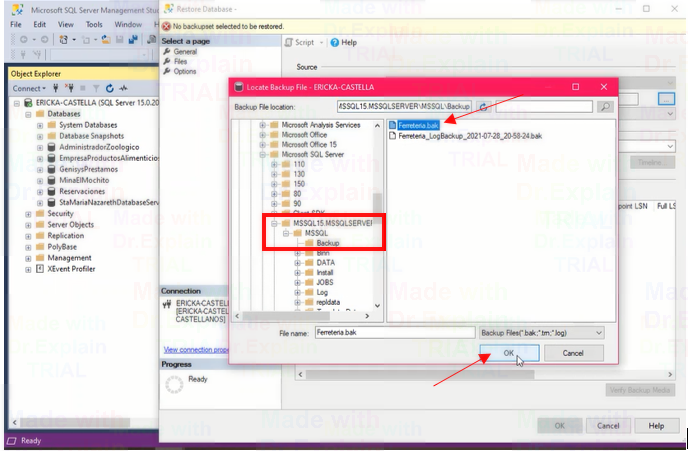 Microsoft SQL Server Management Stu
File Edit View Tools Window H
Object Explorer
Connect
ERICKA-CASTELLA (SQL Server 15.0.20
Databases
System Databases
Database Snapshots
AdministradorZoologico
EmpresaProductosAlimenticio
GenisysPrestamos
MinaElMochito
Reservaciones
StaMariaNazarethDatabaseServ
Security
Server Objects
Replication
PolyBase
Management
XEvent Profiler
Ready
Restore Database -
No backupset selected to be restored.
Select a page
General
Files
Options
Script Help
Source
Timeline...
point LSN Full LS
Connection
ERICKA-CASTELL
[ERICKA-CASTEL
CASTELLANOS]
View connection prope
Progress
Ready
Verify Backup Media
OK Cancel Help
Locate Backup File - ERICKA-CASTELLA
Backup File location: ISSQL15.MSSQLSERVER\MSSQL\Backup
Microsoft Analysis Services
Microsoft Office
Microsoft Office 15
Microsoft SQL Server
110
130
150
80
90
Client SDK
MSSQL15.MSSQLSERVEI
MSSQL
Backup
Binn
DATA
Install
JOBS
Log
repldata
Ferreteria.bak
Ferreteria_LogBackup_2021-07-28_20-58-24.bak
File name: Ferreteria.bak
Backup Files(*.bak;*.trn;*.log)
OK Cancel
Made with
Dr.Explain
TRIAL